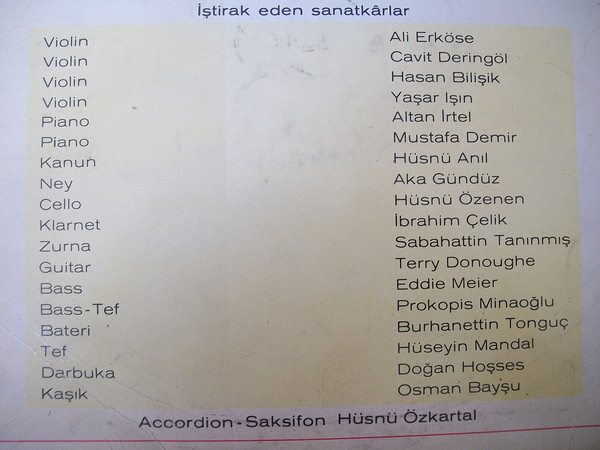 İştirak eden sanatkârlar
Violin Ali Erköse
Violin Cavit Deringöl
Violin Hasan Bilişik
Violin Yaşar Işın
Piano Altan İrtel
Piano Mustafa Demir
Kanun Hüsnü Anıl
Ney Aka Gündüz
Cello Hüsnü Özenen
Klarnet İbrahim Çelik
Zurna Sabahattin Tanınmış
Guitar Terry Donoughe
Bass Eddie Meier
Bass-Tef Prokopis Minaoğlu
Bateri Burhanettin Tonguç
Tef Hüseyin Mandal
Darbuka Doğan Hoşses
Kaşık Osman Bayşu
Accordion - Saksifon Hüsnü Özkartal